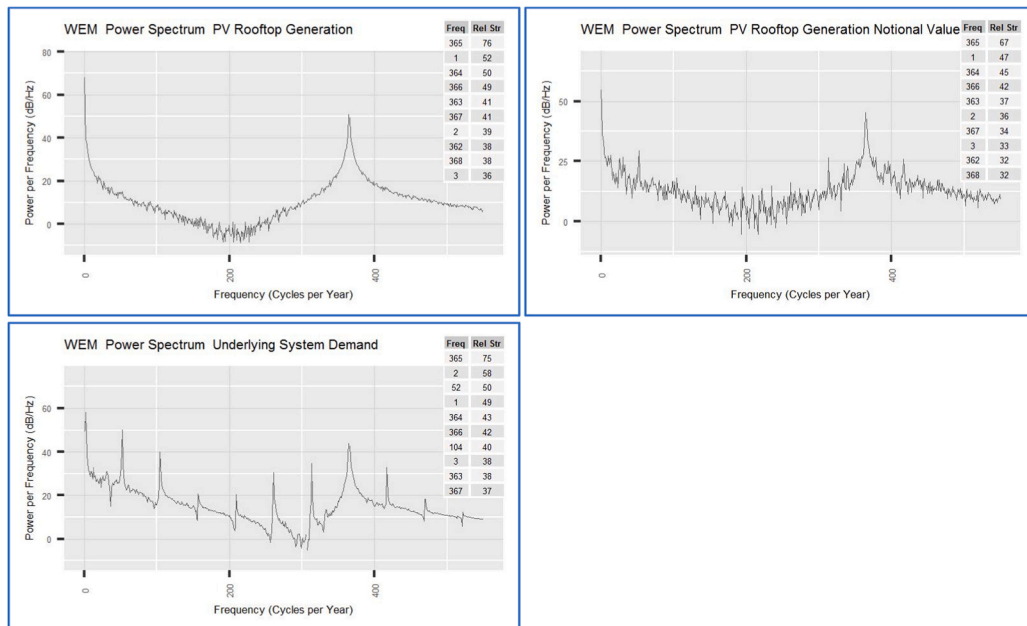 WEM Power Spectrum PV Rooftop Generation
Freq Rel Str
365 76
1 52
364 50
366 49
363 41
367 41
2 39
362 38
368 38
3 36
80
60
40
20
0
Power per Frequency (dB/Hz)
0 200 400
Frequency (Cycles per Year)
WEM Power Spectrum PV Rooftop Generation Notional Value
Freq Rel Str
365 67
1 47
364 45
366 42
363 37
2 36
367 34
3 33
362 32
368 32
50
25
0
Power per Frequency (dB/Hz)
0 200 400
Frequency (Cycles per Year)
WEM Power Spectrum Underlying System Demand
Freq Rel Str
365 75
2 58
52 50
1 49
364 43
366 42
104 40
3 38
363 38
367 37
60
40
20
0
Power per Frequency (dB/Hz)
0 200 400
Frequency (Cycles per Year)